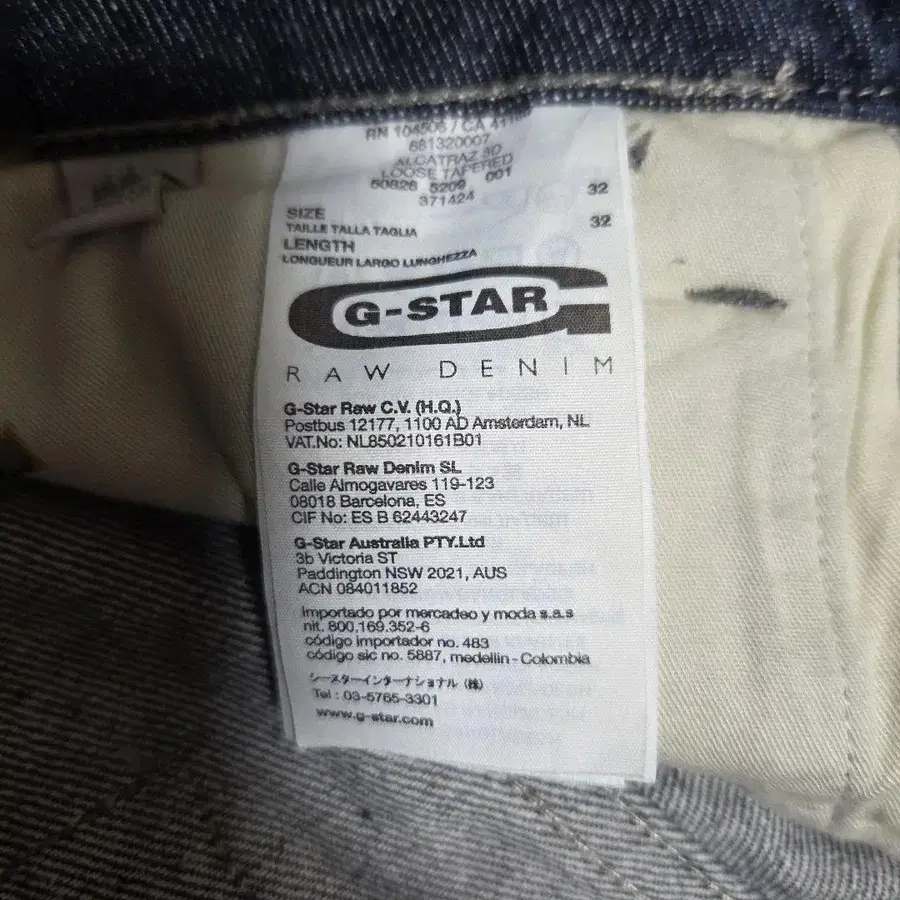 RN 104506 / CA 41189
681320007
ALCATRAZ 3D
LOOSE TAPERED
50826 5209 001
371424
SIZE 32
TAILLE TALLA TAGLIA
LENGTH 32
LONGUEUR LARGO LUNGHEZZA
G-STAR
RAW DENIM
G-Star Raw C.V. (H.Q.)
Postbus 12177, 1100 AD Amsterdam, NL
VAT.No: NL850210161B01
G-Star Raw Denim SL
Calle Almogavares 119-123
08018 Barcelona, ES
CIF No: ES B 62443247
G-Star Australia PTY.Ltd
3b Victoria ST
Paddington NSW 2021, AUS
ACN 084011852
Importado por mercadeo y moda s.a.s
nit. 800.169.352-6
código importador no. 483
código sic no. 5887, medellin - Colombia
シースターインターナショナル（株）
Tel : 03-5765-3301
www.g-star.com